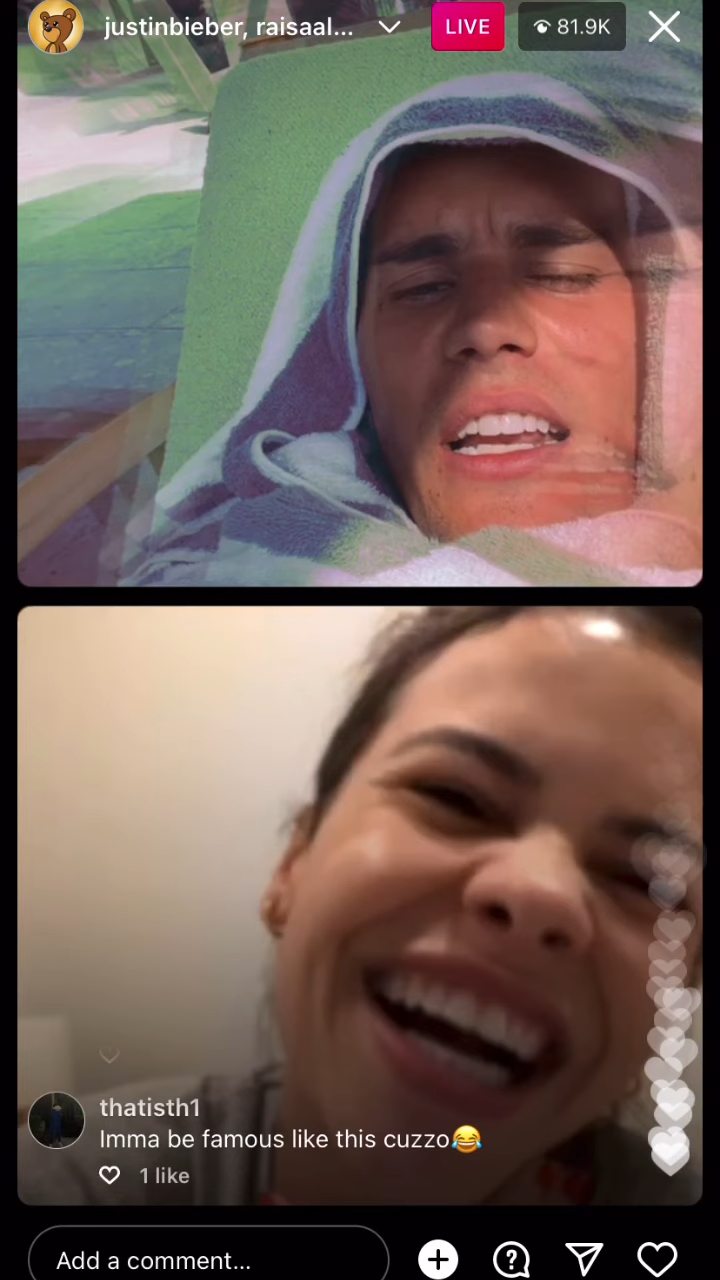 justinbieber, raisaal...
LIVE
81.9K
thatisth1
Imma be famous like this cuzzo😂
1 like
Add a comment...